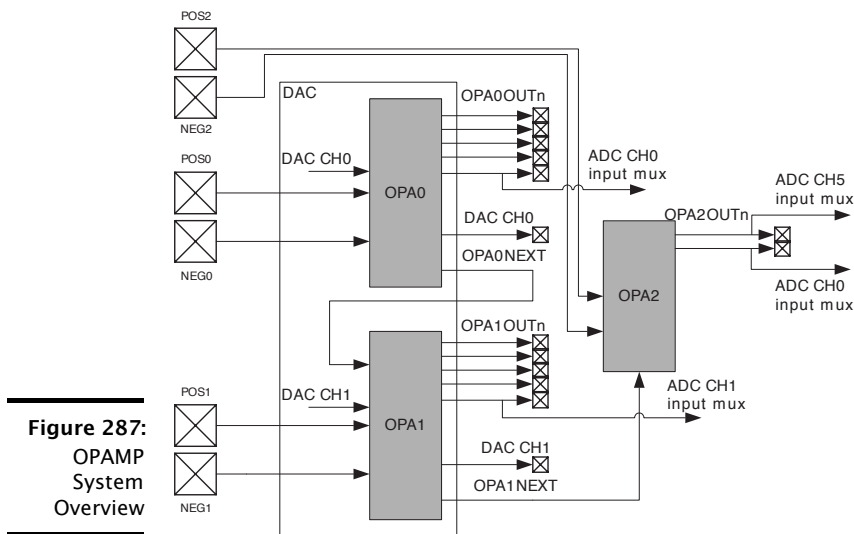 POS2
NEG2
DAC
OPA0OUTn
POS0
DAC CH0
OPA0
ADC CH0
input mux
ADC CH5
input mux
OPA2OUTn
DAC CH0
OPA0NEXT
NEG0
OPA2
ADC CH0
input mux
OPA1OUTn
POS1
DAC CH1
OPA1
ADC CH1
input mux
DAC CH1
OPA1NEXT
NEG1
Figure 287:
OPAMP
System
Overview